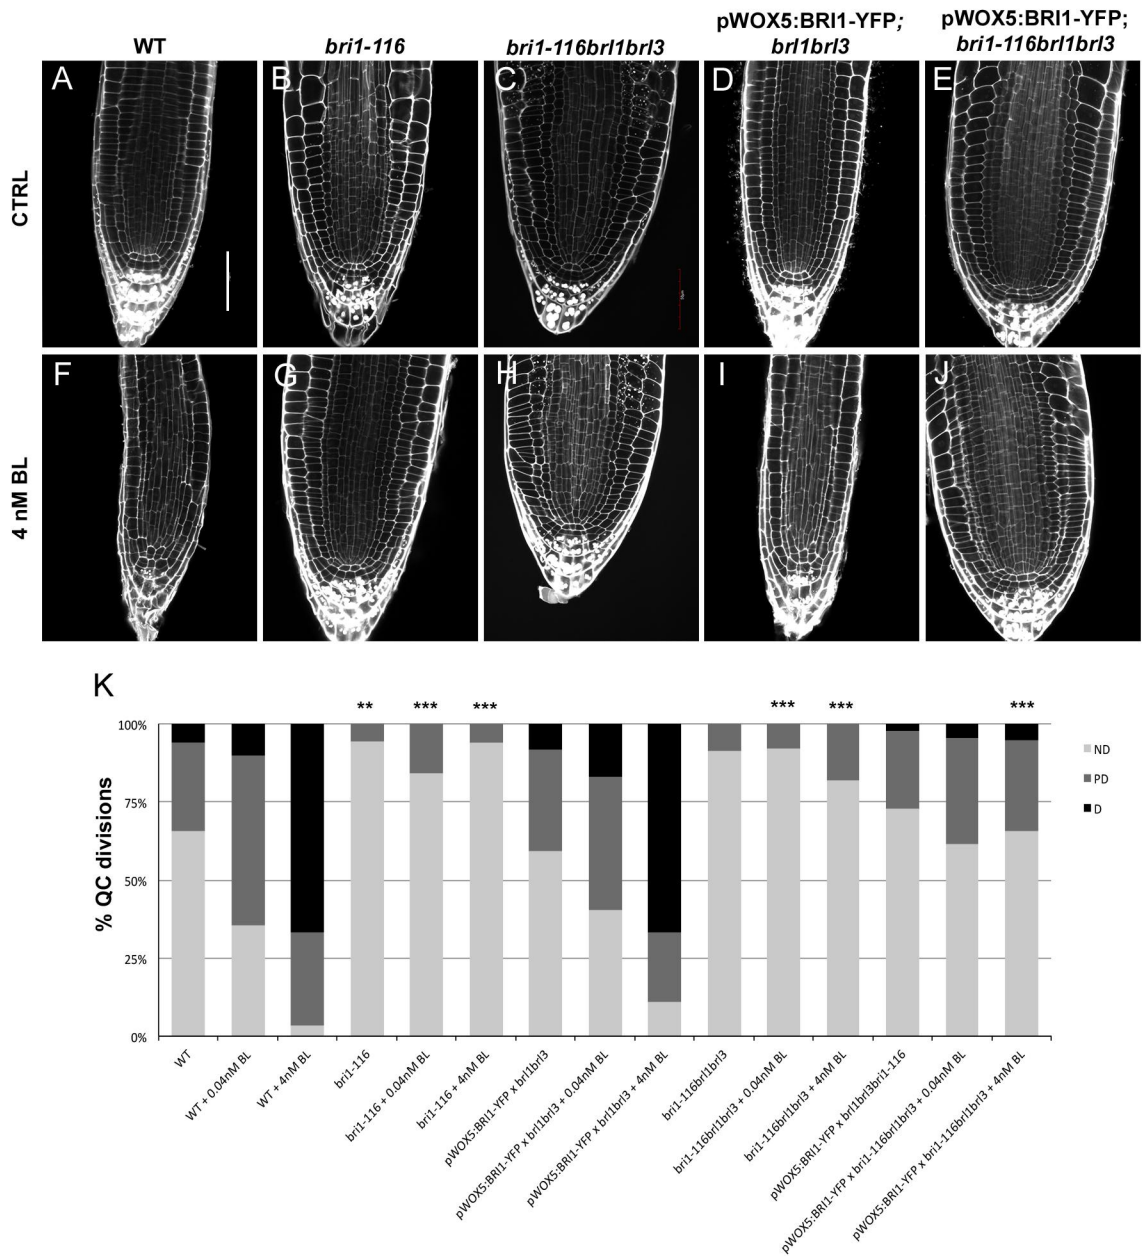 WT
bri1-116
bri1-116brl1brl3
pWOX5:BRI1-YFP;
brl1brl3
pWOX5:BRI1-YFP;
bri1-116brl1brl3
CTRL
A
B
C
D
E
4 nM BL
F
G
H
I
J
K
** *** *** *** *** ***
% QC divisions
100%
75%
50%
25%
0%
ND
PD
D
WT
WT + 0.04nM BL
WT + 4nM BL
bri1-116
bri1-116 + 0.04nM BL
bri1-116 + 4nM BL
pWOX5:BRI1-YFP x brl1brl3
pWOX5:BRI1-YFP x brl1brl3 + 0.04nM BL
pWOX5:BRI1-YFP x brl1brl3 + 4nM BL
bri1-116brl1brl3
bri1-116brl1brl3 + 0.04nM BL
bri1-116brl1brl3 + 4nM BL
pWOX5:BRI1-YFP x brl1brl3bri1-116
pWOX5:BRI1-YFP x bri1-116brl1brl3 + 0.04nM BL
pWOX5:BRI1-YFP x bri1-116brl1brl3 + 4nM BL